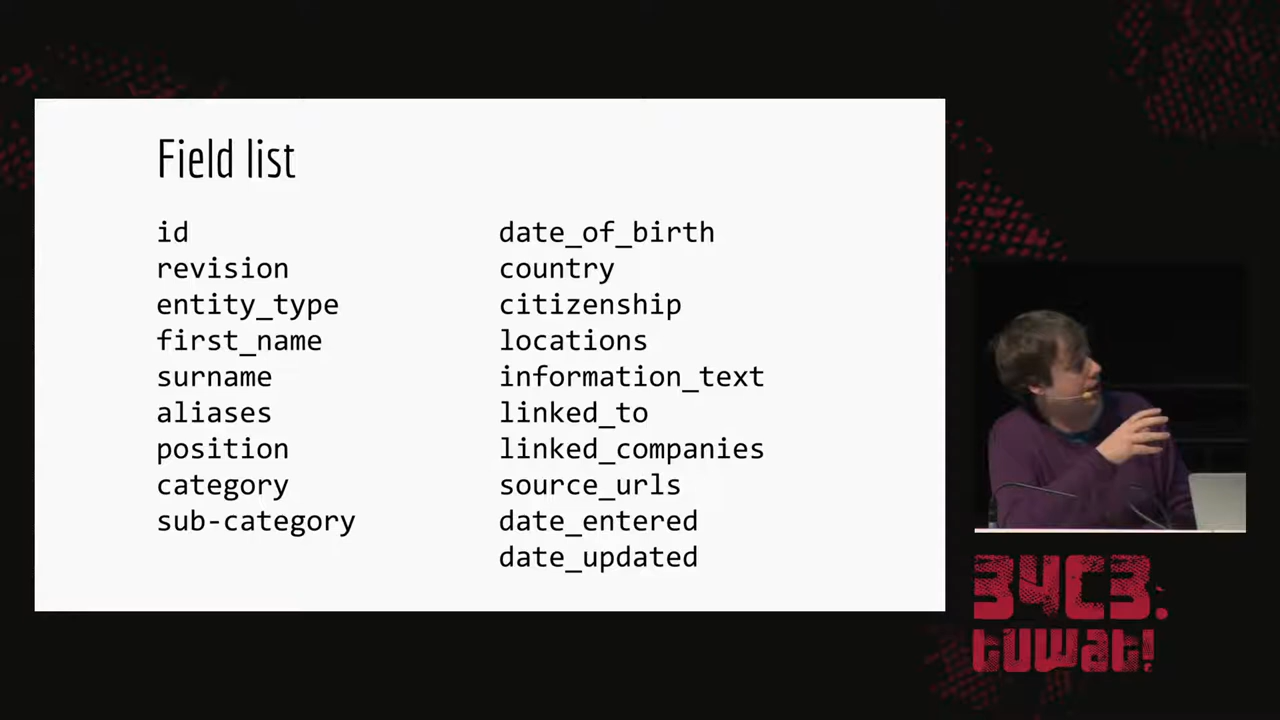 Field list
id
revision
entity_type
first_name
surname
aliases
position
category
sub-category
date_of_birth
country
citizenship
locations
information_text
linked_to
linked_companies
source_urls
date_entered
date_updated
34C3.
tuwat!